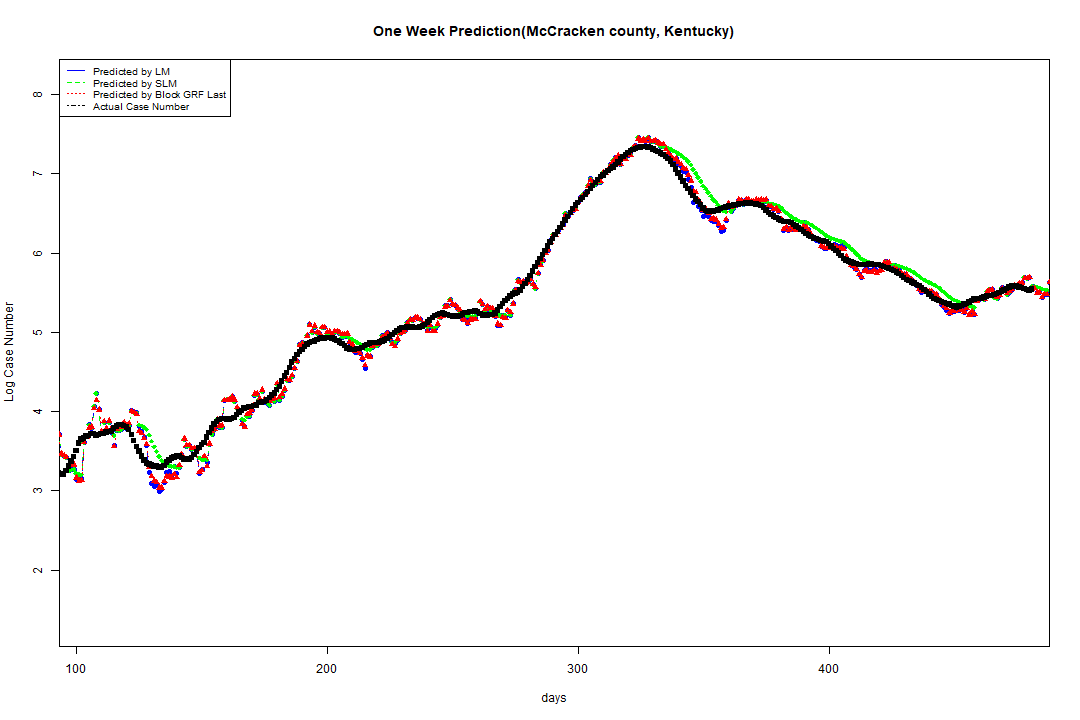 One Week Prediction(McCracken county, Kentucky)
Predicted by LM
Predicted by SLM
Predicted by Block GRF Last
Actual Case Number
8
7
6
5
4
3
2
Log Case Number
100 200 300 400
days